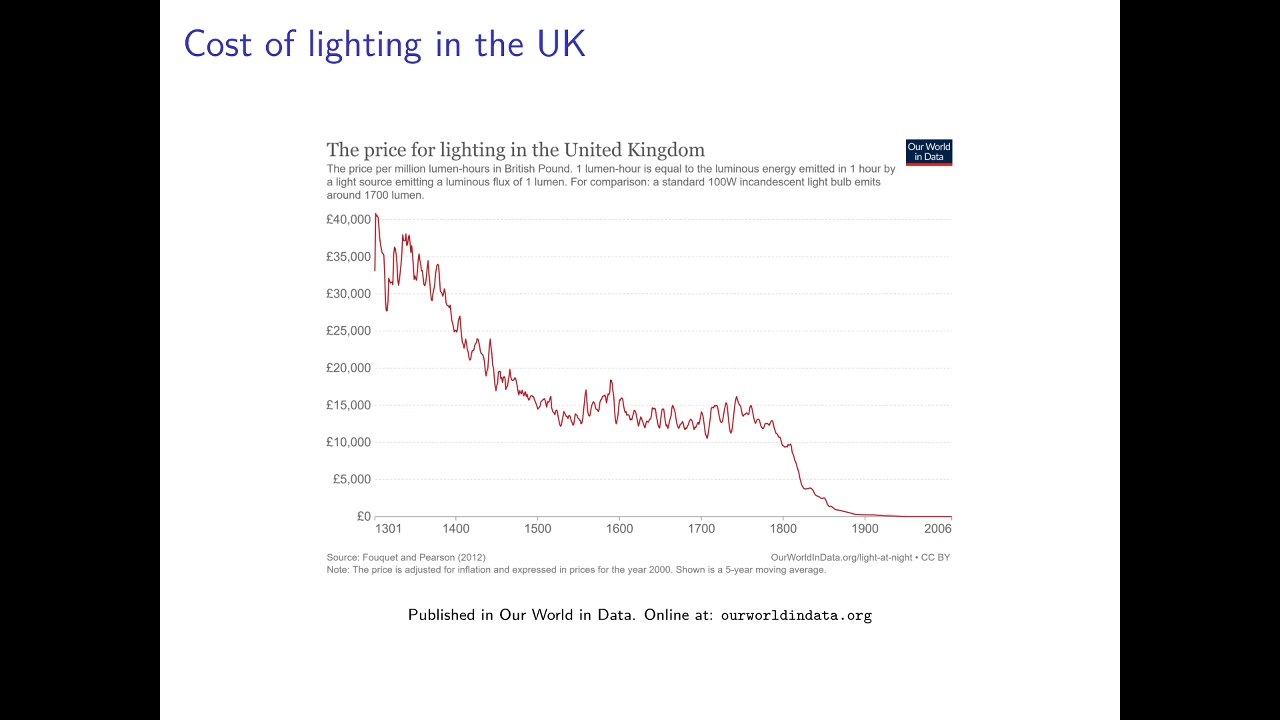 Cost of lighting in the UK
The price for lighting in the United Kingdom
Our World
in Data
The price per million lumen-hours in British Pound. 1 lumen-hour is equal to the luminous energy emitted in 1 hour by
a light source emitting a luminous flux of 1 lumen. For comparison: a standard 100W incandescent light bulb emits
around 1700 lumen.
£40,000
£35,000
£30,000
£25,000
£20,000
£15,000
£10,000
£5,000
£0
1301 1400 1500 1600 1700 1800 1900 2006
Source: Fouquet and Pearson (2012) OurWorldInData.org/light-at-night • CC BY
Note: The price is adjusted for inflation and expressed in prices for the year 2000. Shown is a 5-year moving average.
Published in Our World in Data. Online at: ourworldindata.org